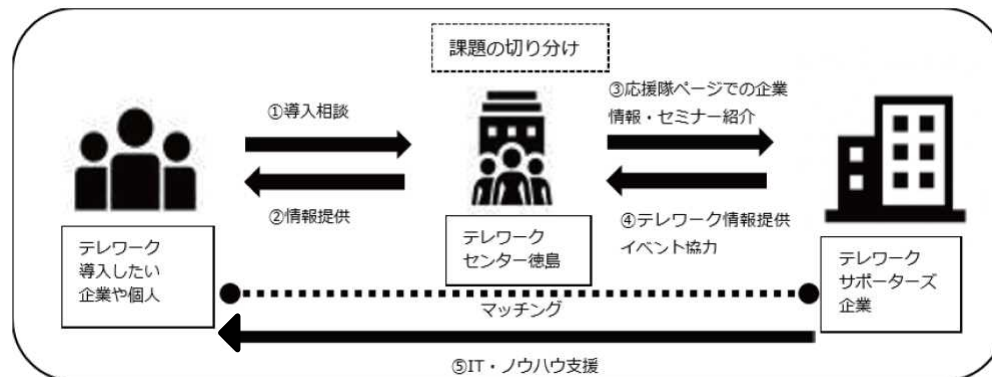 課題の切り分け
①導入相談
②情報提供
③応援隊ページでの企業
情報・セミナー紹介
④テレワーク情報提供
イベント協力
テレワーク
導入したい
企業や個人
テレワーク
センター徳島
テレワーク
サポーターズ
企業
マッチング
⑤IT・ノウハウ支援